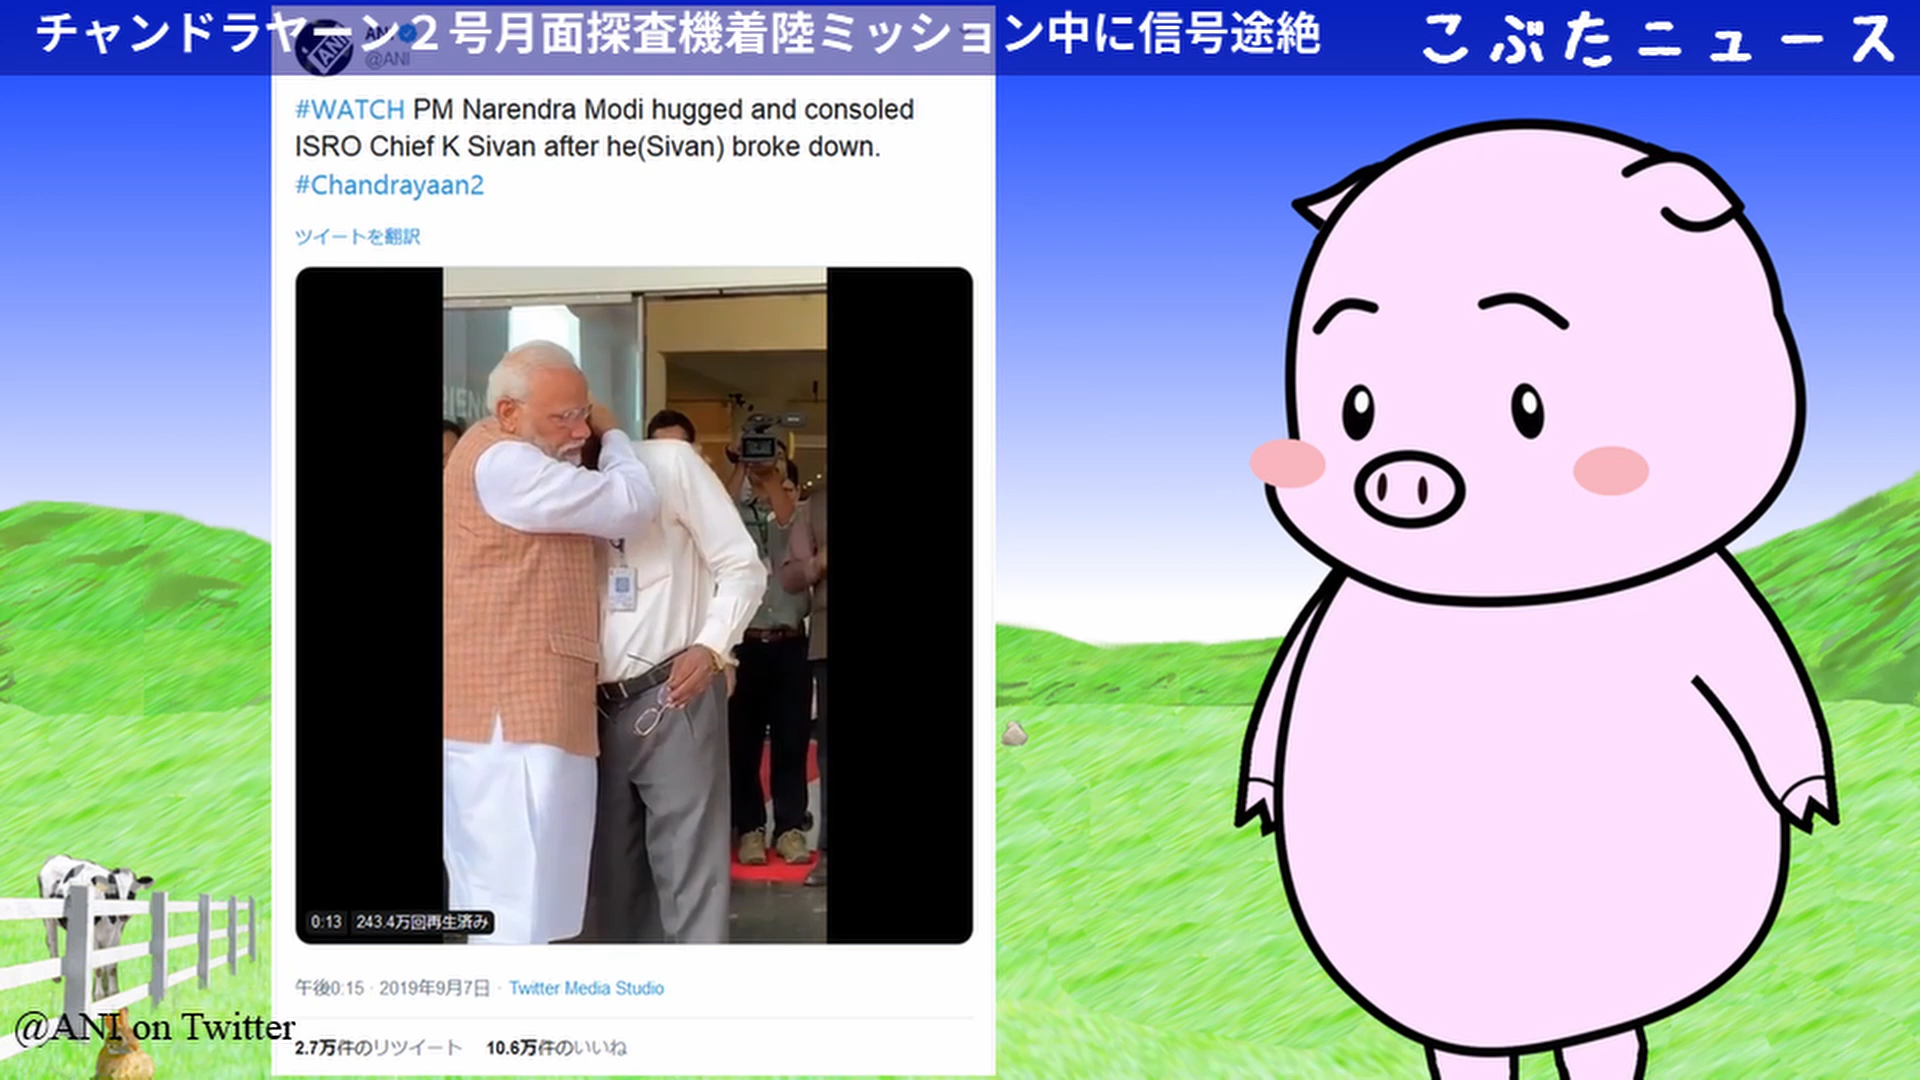 チャンドラヤーン２号月面探査機着陸ミッション中に信号途絶
こぶたニュース
ANI
@ANI
#WATCH PM Narendra Modi hugged and consoled
ISRO Chief K Sivan after he(Sivan) broke down.
#Chandrayaan2
ツイートを翻訳
0:13 243.4万回再生済み
午後0:15 · 2019年9月7日 · Twitter Media Studio
@ANI on Twitter
2.7万件のリツイート 10.6万件のいいね